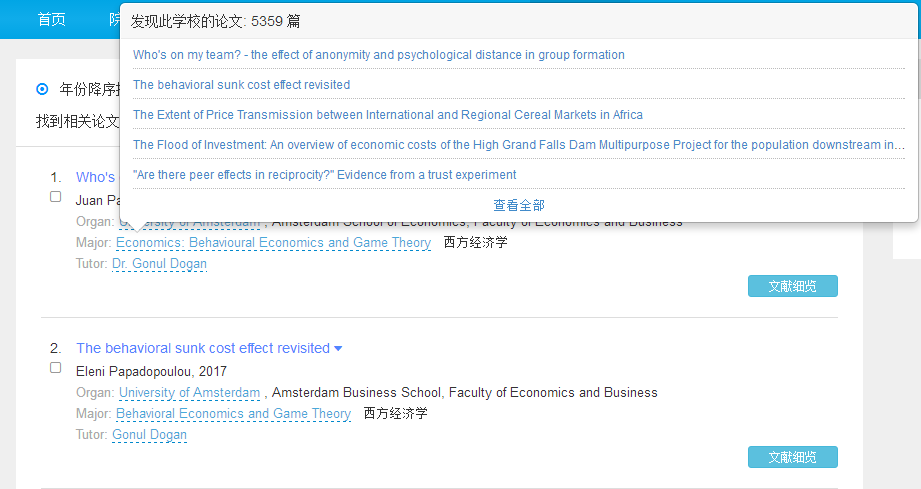 首页
发现此学校的论文: 5359 篇
Who's on my team? - the effect of anonymity and psychological distance in group formation
The behavioral sunk cost effect revisited
The Extent of Price Transmission between International and Regional Cereal Markets in Africa
The Flood of Investment: An overview of economic costs of the High Grand Falls Dam Multipurpose Project for the population downstream in...
"Are there peer effects in reciprocity?" Evidence from a trust experiment
查看全部
年份降序
找到相关论文
1. Who's
Juan
Organ: University of Amsterdam , Amsterdam School of Economics, Faculty of Economics and Business
Major: Economics: Behavioural Economics and Game Theory 西方经济学
Tutor: Dr. Gonul Dogan
文献细览
2. The behavioral sunk cost effect revisited
Eleni Papadopoulou, 2017
Organ: University of Amsterdam , Amsterdam Business School, Faculty of Economics and Business
Major: Behavioral Economics and Game Theory 西方经济学
Tutor: Gonul Dogan
文献细览